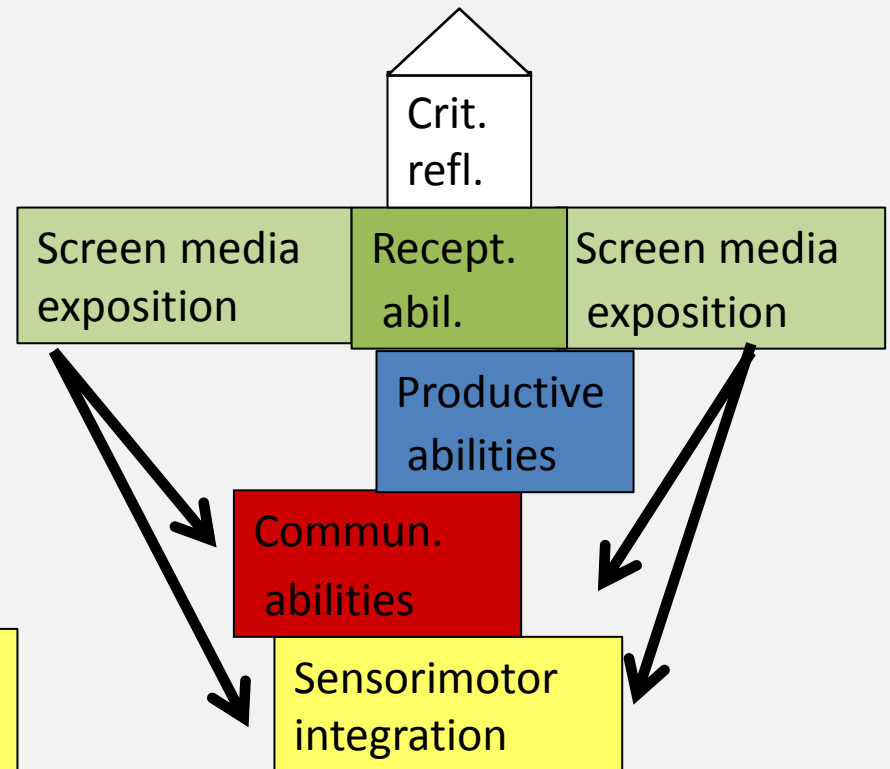 Crit.
refl.
Screen media
exposition
Recept.
abil.
Screen media
exposition
Productive
abilities
Commun.
abilities
Sensorimotor
integration